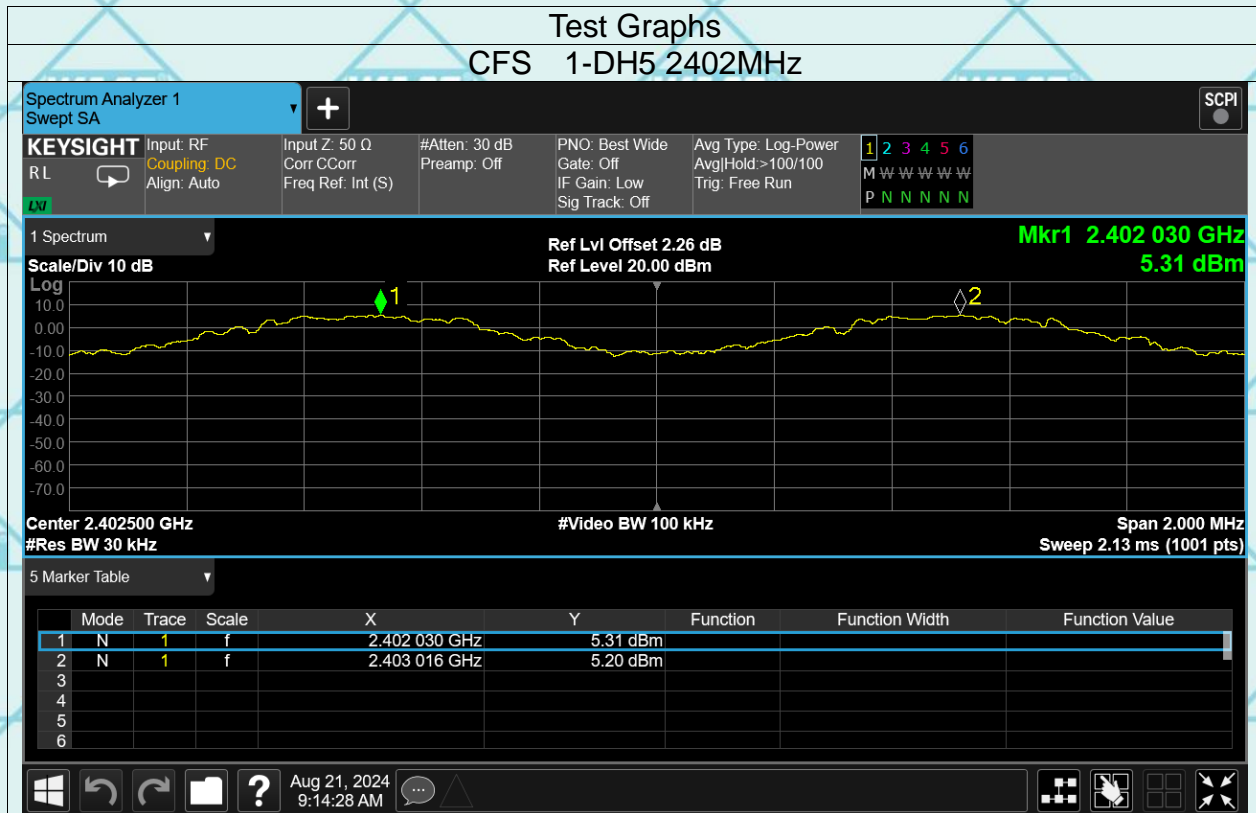 Test Graphs
CFS 1-DH5 2402MHz
Spectrum Analyzer 1
Swept SA
+
SCPI
KEYSIGHT
R L
LXI
Input: RF
Coupling: DC
Align: Auto
Input Z: 50 Ω
Corr CCorr
Freq Ref: Int (S)
#Atten: 30 dB
Preamp: Off
PNO: Best Wide
Gate: Off
IF Gain: Low
Sig Track: Off
Avg Type: Log-Power
Avg|Hold:>100/100
Trig: Free Run
1 2 3 4 5 6
M W W W W W
P N N N N N
1 Spectrum
Scale/Div 10 dB
Ref Lvl Offset 2.26 dB
Ref Level 20.00 dBm
Mkr1 2.402 030 GHz
5.31 dBm
Log
10.0
0.00
-10.0
-20.0
-30.0
-40.0
-50.0
-60.0
-70.0
1
2
Center 2.402500 GHz
#Video BW 100 kHz
Span 2.000 MHz
#Res BW 30 kHz
Sweep 2.13 ms (1001 pts)
5 Marker Table
Mode Trace Scale X Y Function Function Width Function Value
1 N 1 f 2.402 030 GHz 5.31 dBm
2 N 1 f 2.403 016 GHz 5.20 dBm
3
4
5
6
?
Aug 21, 2024
9:14:28 AM